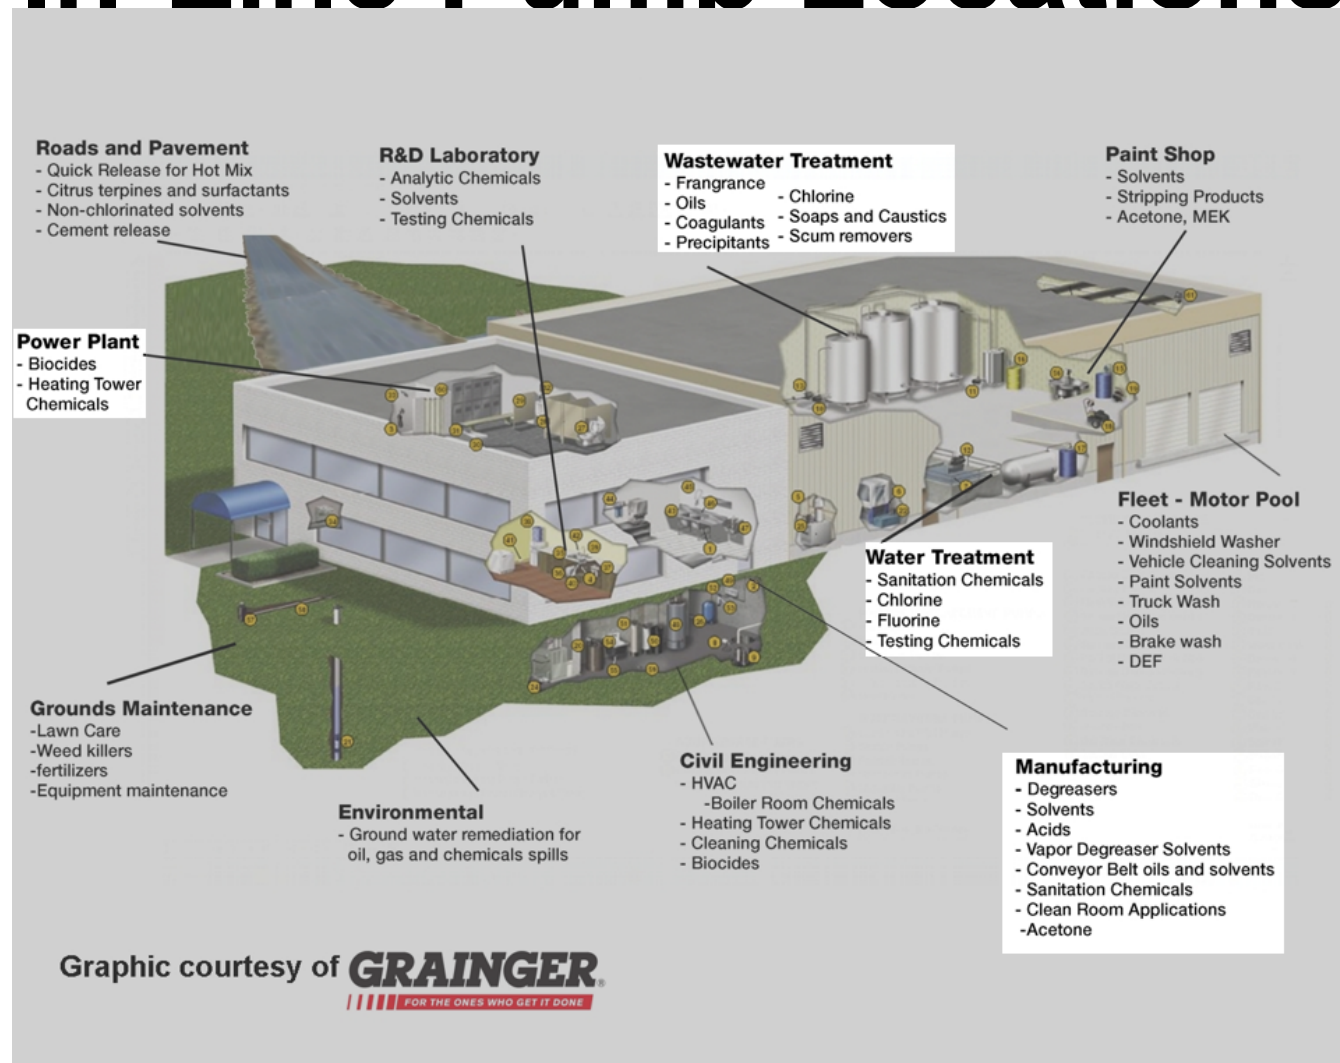 In-Line Pump Locations
Roads and Pavement
- Quick Release for Hot Mix
- Citrus terpines and surfactants
- Non-chlorinated solvents
- Cement release
R&D Laboratory
- Analytic Chemicals
- Solvents
- Testing Chemicals
Wastewater Treatment
- Frangrance
- Oils
- Coagulants
- Precipitants
- Chlorine
- Soaps and Caustics
- Scum removers
Paint Shop
- Solvents
- Stripping Products
- Acetone, MEK
Power Plant
- Biocides
- Heating Tower
Chemicals
Fleet - Motor Pool
- Coolants
- Windshield Washer
- Vehicle Cleaning Solvents
- Paint Solvents
- Truck Wash
- Oils
- Brake wash
- DEF
Water Treatment
- Sanitation Chemicals
- Chlorine
- Fluorine
- Testing Chemicals
Grounds Maintenance
-Lawn Care
-Weed killers
-fertilizers
-Equipment maintenance
Environmental
- Ground water remediation for
oil, gas and chemicals spills
Civil Engineering
- HVAC
-Boiler Room Chemicals
- Heating Tower Chemicals
- Cleaning Chemicals
- Biocides
Manufacturing
- Degreasers
- Solvents
- Acids
- Vapor Degreaser Solvents
- Conveyor Belt oils and solvents
- Sanitation Chemicals
- Clean Room Applications
-Acetone
Graphic courtesy of GRAINGER®
FOR THE ONES WHO GET IT DONE